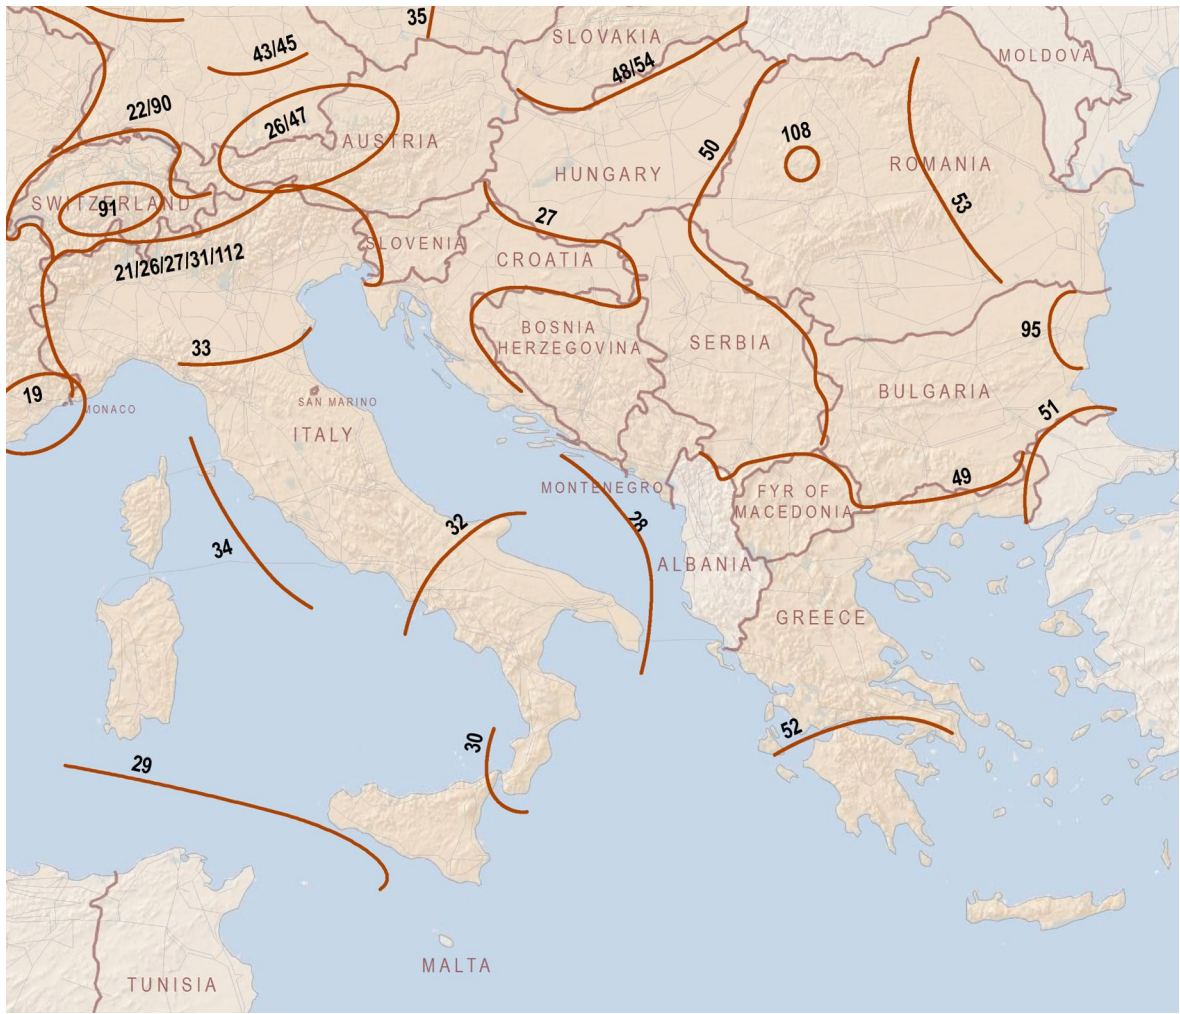 35
SLOVAKIA
43/45
48/54
MOLDOVA
22/90
26/47
AUSTRIA
108
50
ROMANIA
HUNGARY
SWITZERLAND
91
53
27
SLOVENIA
CROATIA
21/26/27/31/112
BOSNIA
HERZEGOVINA
95
SERBIA
33
BULGARIA
19
MONACO
SAN MARINO
51
ITALY
49
MONTENEGRO
FYR OF
MACEDONIA
32
28
34
ALBANIA
GREECE
52
30
29
MALTA
TUNISIA